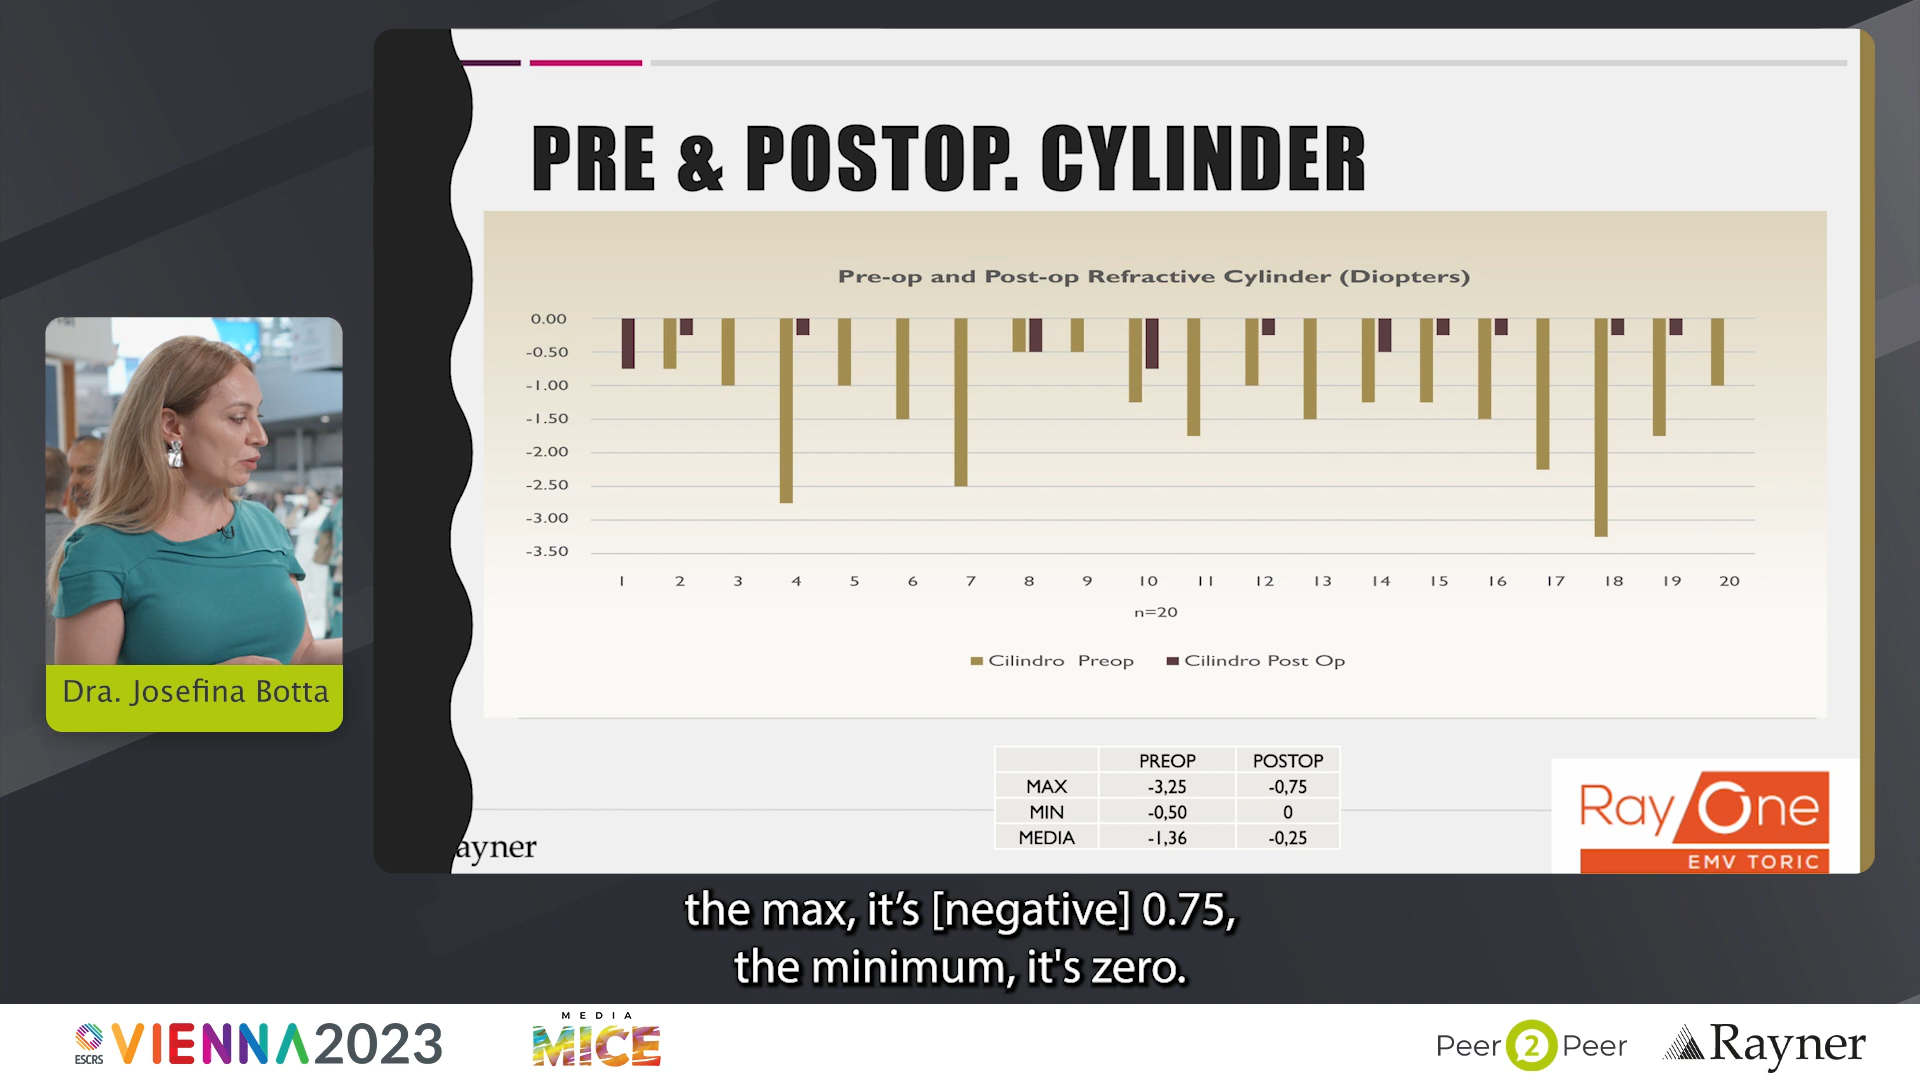 PRE & POSTOP. CYLINDER
Pre-op and Post-op Refractive Cylinder (Diopters)
0.00
-0.50
-1.00
-1.50
-2.00
-2.50
-3.00
-3.50
1 2 3 4 5 6 7 8 9 10 11 12 13 14 15 16 17 18 19 20
n=20
Cilindro Preop Cilindro Post Op
PREOP POSTOP
MAX -3,25 -0,75
MIN -0,50 0
MEDIA -1,36 -0,25
ayner
Ray One
EMV TORIC
Dra. Josefina Botta
the max, it’s [negative] 0.75,
the minimum, it's zero.
ESCRS VIENNA2023
MEDIA
MICE
Peer 2 Peer
Rayner